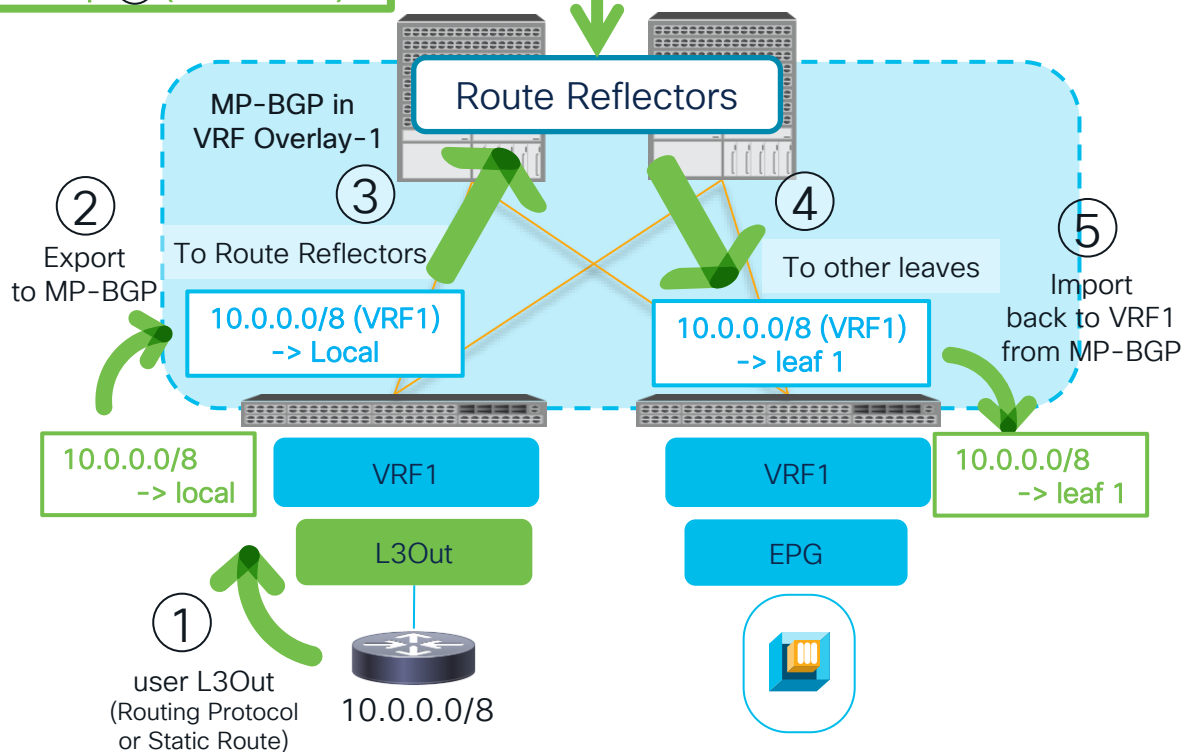 Route Reflectors
MP-BGP in
VRF Overlay-1
3
4
2
Export
to MP-BGP
To Route Reflectors
To other leaves
5
Import
back to VRF1
from MP-BGP
10.0.0.0/8 (VRF1)
-> Local
10.0.0.0/8 (VRF1)
-> leaf 1
10.0.0.0/8
-> local
VRF1
VRF1
10.0.0.0/8
-> leaf 1
L3Out
EPG
1
user L3Out
(Routing Protocol
or Static Route)
10.0.0.0/8